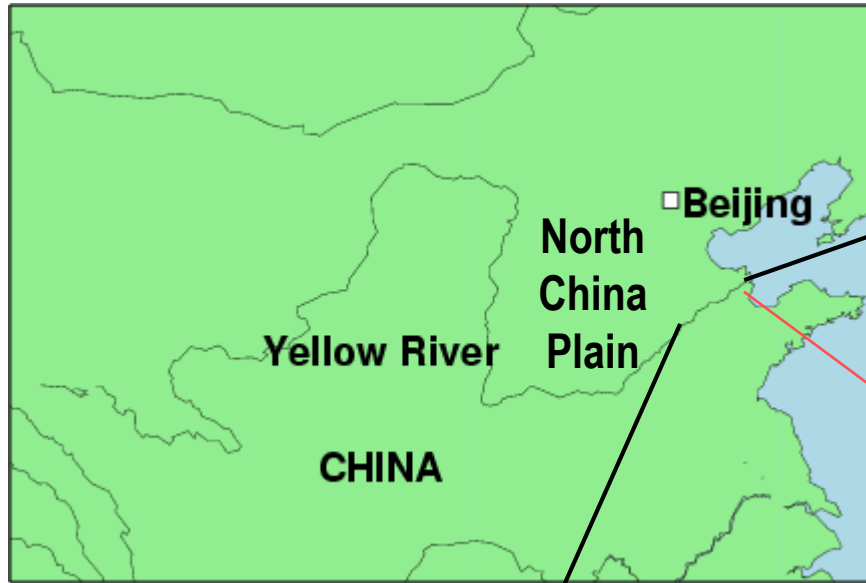 Beijing
North
China
Plain
Yellow River
CHINA